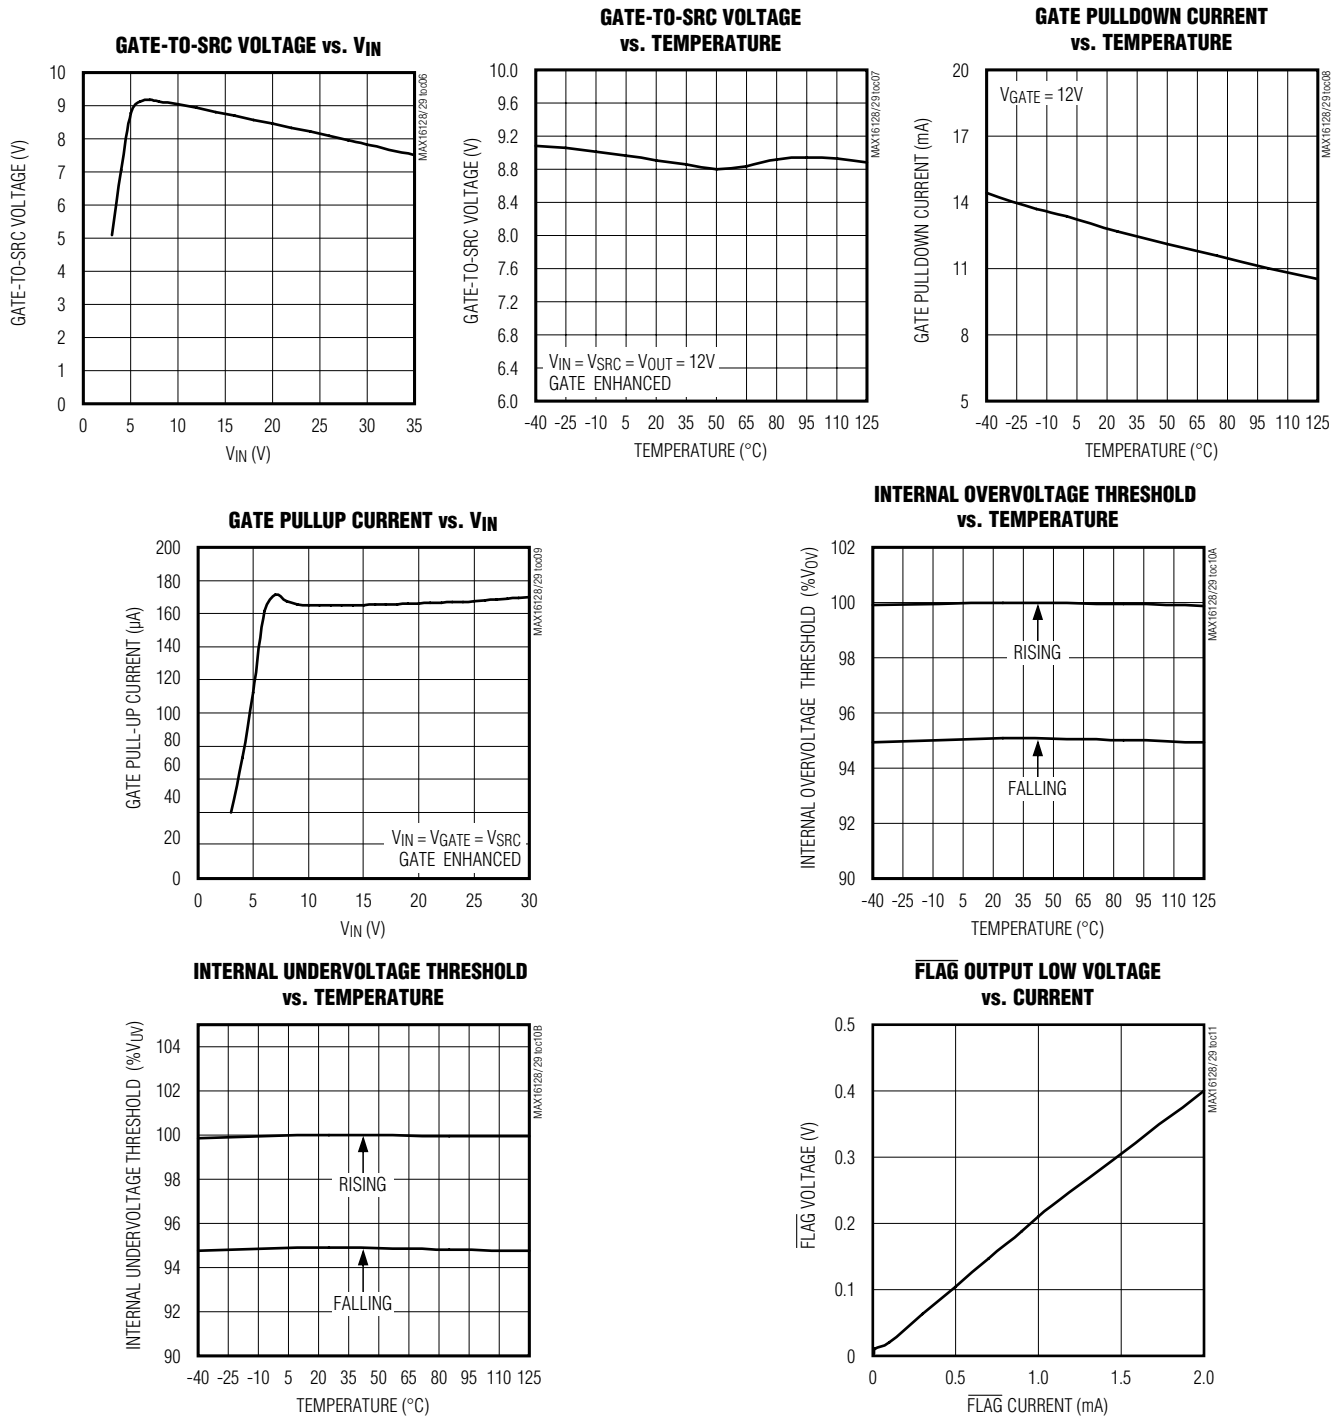 GATE-TO-SRC VOLTAGE vs. VIN
10
9
8
7
6
5
4
3
2
1
0
GATE-TO-SRC VOLTAGE (V)
0 5 10 15 20 25 30 35
VIN (V)
MAX16128/29 toc06
GATE-TO-SRC VOLTAGE
vs. TEMPERATURE
10.0
9.6
9.2
8.8
8.4
8.0
7.6
7.2
6.8
6.4
6.0
GATE-TO-SRC VOLTAGE (V)
VIN = VSRC = VOUT = 12V
GATE ENHANCED
-40 -25 -10 5 20 35 50 65 80 95 110 125
TEMPERATURE (°C)
MAX16128/29 toc07
GATE PULLDOWN CURRENT
vs. TEMPERATURE
20
17
14
11
8
5
GATE PULLDOWN CURRENT (mA)
VGATE = 12V
-40 -25 -10 5 20 35 50 65 80 95 110 125
TEMPERATURE (°C)
MAX16128/29 toc08
GATE PULLUP CURRENT vs. VIN
200
180
160
140
120
100
80
60
40
20
0
GATE PULL-UP CURRENT (µA)
VIN = VGATE = VSRC
GATE ENHANCED
0 5 10 15 20 25 30
VIN (V)
MAX16128/29 toc09
INTERNAL OVERVOLTAGE THRESHOLD
vs. TEMPERATURE
102
100
98
96
94
92
90
INTERNAL OVERVOLTAGE THRESHOLD (%VOV)
RISING
FALLING
-40 -25 -10 5 20 35 50 65 80 95 110 125
TEMPERATURE (°C)
MAX16128/29 toc10A
INTERNAL UNDERVOLTAGE THRESHOLD
vs. TEMPERATURE
104
102
100
98
96
94
92
90
INTERNAL UNDERVOLTAGE THRESHOLD (%VUV)
RISING
FALLING
-40 -25 -10 5 20 35 50 65 80 95 110 125
TEMPERATURE (°C)
MAX16128/29 toc10B
FLAG OUTPUT LOW VOLTAGE
vs. CURRENT
0.5
0.4
0.3
0.2
0.1
0
FLAG VOLTAGE (V)
0 0.5 1.0 1.5 2.0
FLAG CURRENT (mA)
MAX16128/29 toc11